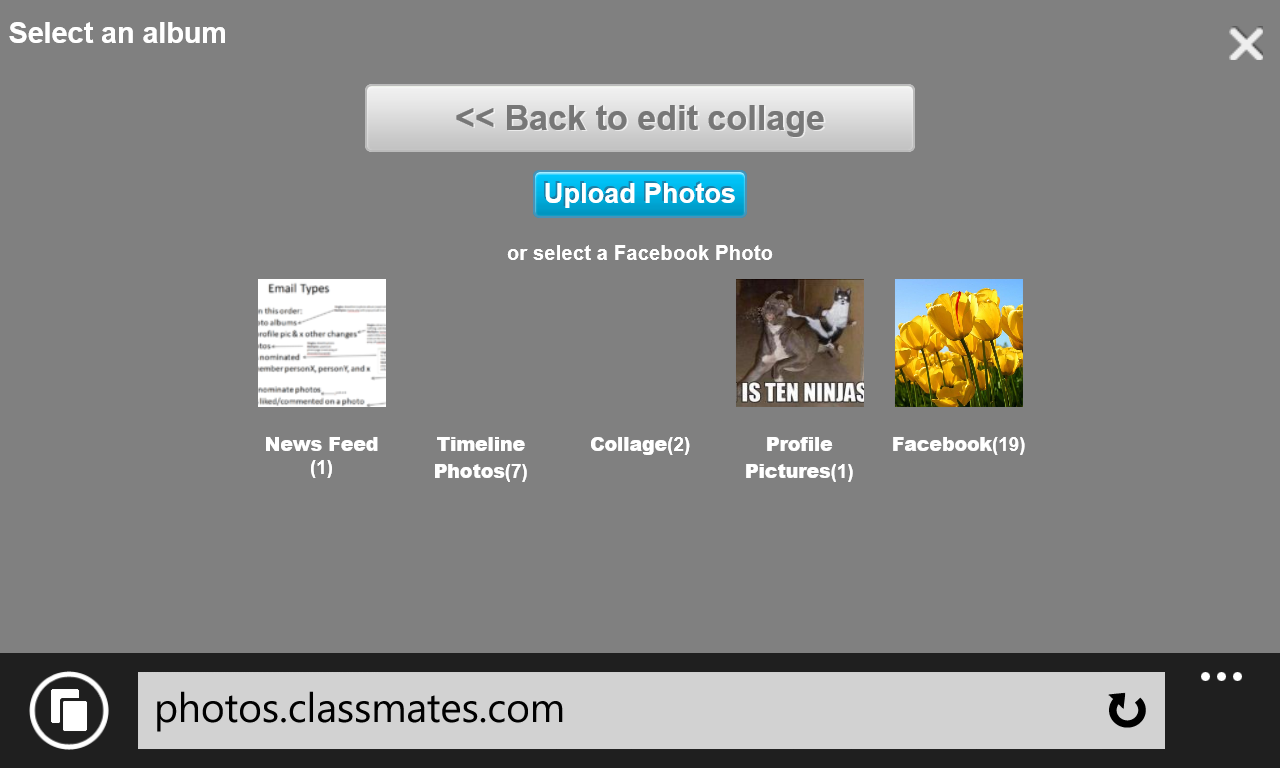 Select an album
<< Back to edit collage
Upload Photos
or select a Facebook Photo
Email Types
n this order:
to albums
rofile pic & x other changes"
tos
nominated
ember personX, personY, and x
nominate photos
liked/commented on a photo
IS TEN NINJAS
News Feed
(1)
Timeline
Photos(7)
Collage(2)
Profile
Pictures(1)
Facebook(19)
photos.classmates.com